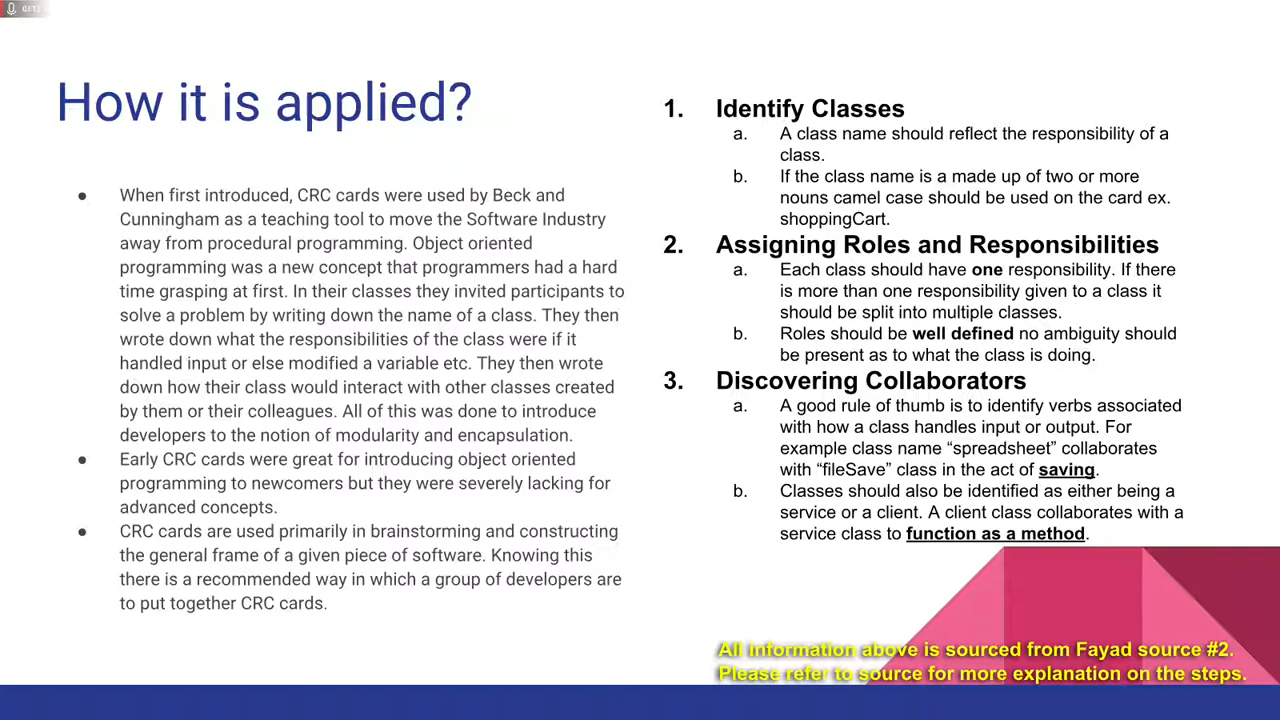 How it is applied?
● When first introduced, CRC cards were used by Beck and
Cunningham as a teaching tool to move the Software Industry
away from procedural programming. Object oriented
programming was a new concept that programmers had a hard
time grasping at first. In their classes they invited participants to
solve a problem by writing down the name of a class. They then
wrote down what the responsibilities of the class were if it
handled input or else modified a variable etc. They then wrote
down how their class would interact with other classes created
by them or their colleagues. All of this was done to introduce
developers to the notion of modularity and encapsulation.
● Early CRC cards were great for introducing object oriented
programming to newcomers but they were severely lacking for
advanced concepts.
● CRC cards are used primarily in brainstorming and constructing
the general frame of a given piece of software. Knowing this
there is a recommended way in which a group of developers are
to put together CRC cards.
1. Identify Classes
a. A class name should reflect the responsibility of a
class.
b. If the class name is a made up of two or more
nouns camel case should be used on the card ex.
shoppingCart.
2. Assigning Roles and Responsibilities
a. Each class should have one responsibility. If there
is more than one responsibility given to a class it
should be split into multiple classes.
b. Roles should be well defined no ambiguity should
be present as to what the class is doing.
3. Discovering Collaborators
a. A good rule of thumb is to identify verbs associated
with how a class handles input or output. For
example class name “spreadsheet” collaborates
with “fileSave” class in the act of saving.
b. Classes should also be identified as either being a
service or a client. A client class collaborates with a
service class to function as a method.
All information above is sourced from Fayad source #2.
Please refer to source for more explanation on the steps.